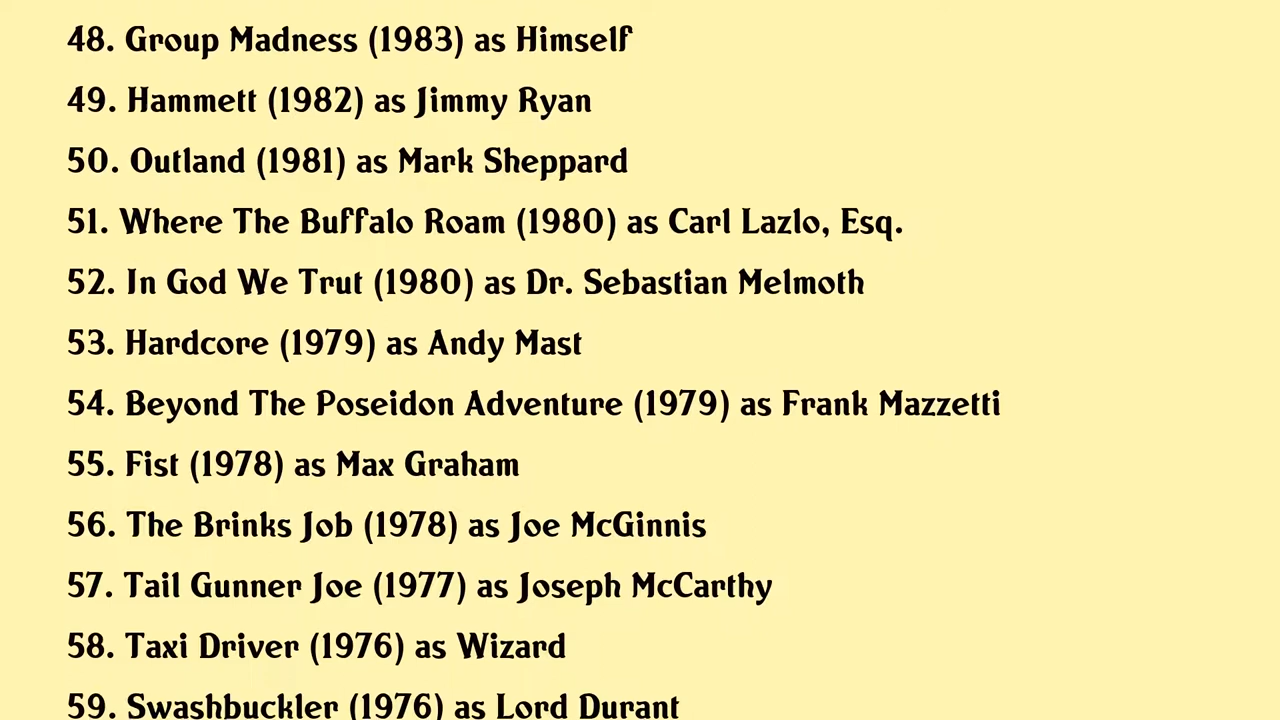 48. Group Madness (1983) as Himself
49. Hammett (1982) as Jimmy Ryan
50. Outland (1981) as Mark Sheppard
51. Where The Buffalo Roam (1980) as Carl Lazlo, Esq.
52. In God We Trut (1980) as Dr. Sebastian Melmoth
53. Hardcore (1979) as Andy Mast
54. Beyond The Poseidon Adventure (1979) as Frank Mazzetti
55. Fist (1978) as Max Graham
56. The Brinks Job (1978) as Joe McGinnis
57. Tail Gunner Joe (1977) as Joseph McCarthy
58. Taxi Driver (1976) as Wizard
59. Swashbuckler (1976) as Lord Durant